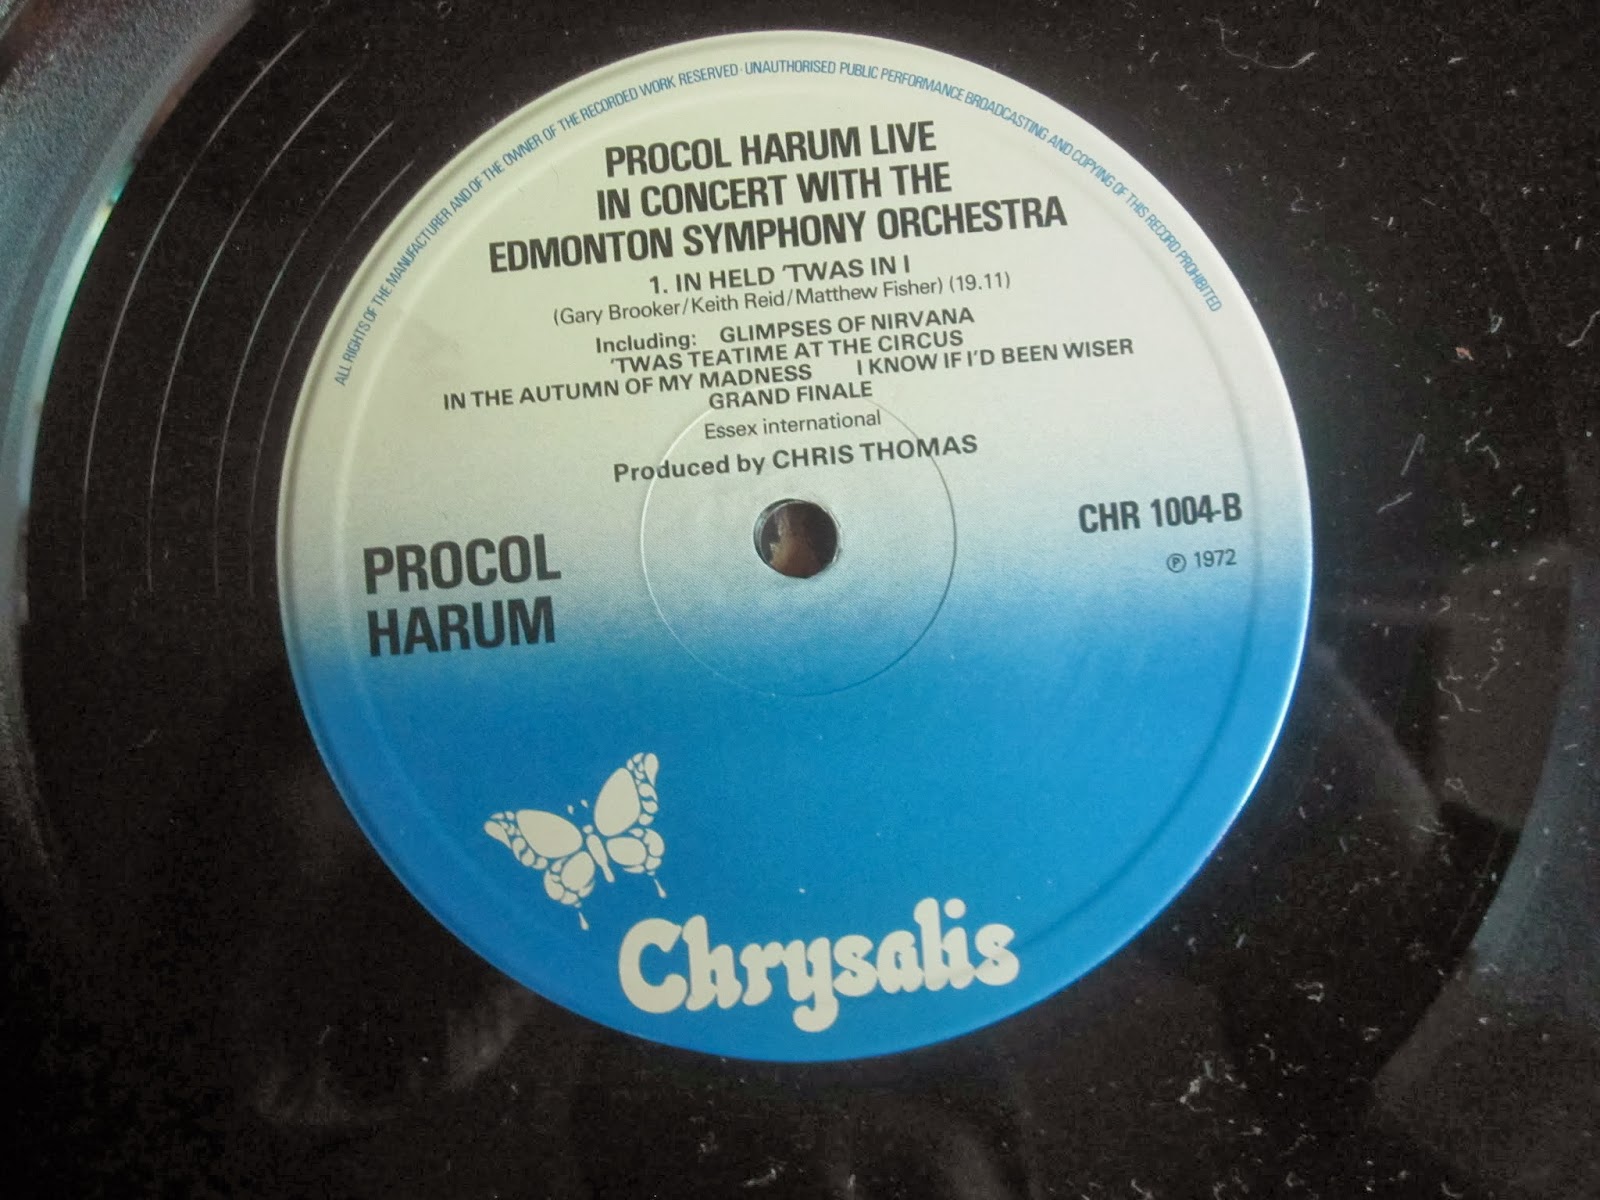 ALL RIGHTS OF THE MANUFACTURER AND OF THE OWNER OF THE RECORDED WORK RESERVED · UNAUTHORISED PUBLIC PERFORMANCE BROADCASTING AND COPYING OF THIS RECORD PROHIBITED
PROCOL HARUM LIVE
IN CONCERT WITH THE
EDMONTON SYMPHONY ORCHESTRA
1. IN HELD 'TWAS IN I
(Gary Brooker/Keith Reid/Matthew Fisher) (19.11)
Including: GLIMPSES OF NIRVANA
'TWAS TEATIME AT THE CIRCUS
IN THE AUTUMN OF MY MADNESS I KNOW IF I'D BEEN WISER
GRAND FINALE
Essex international
Produced by CHRIS THOMAS
CHR 1004-B
℗ 1972
PROCOL
HARUM
Chrysalis